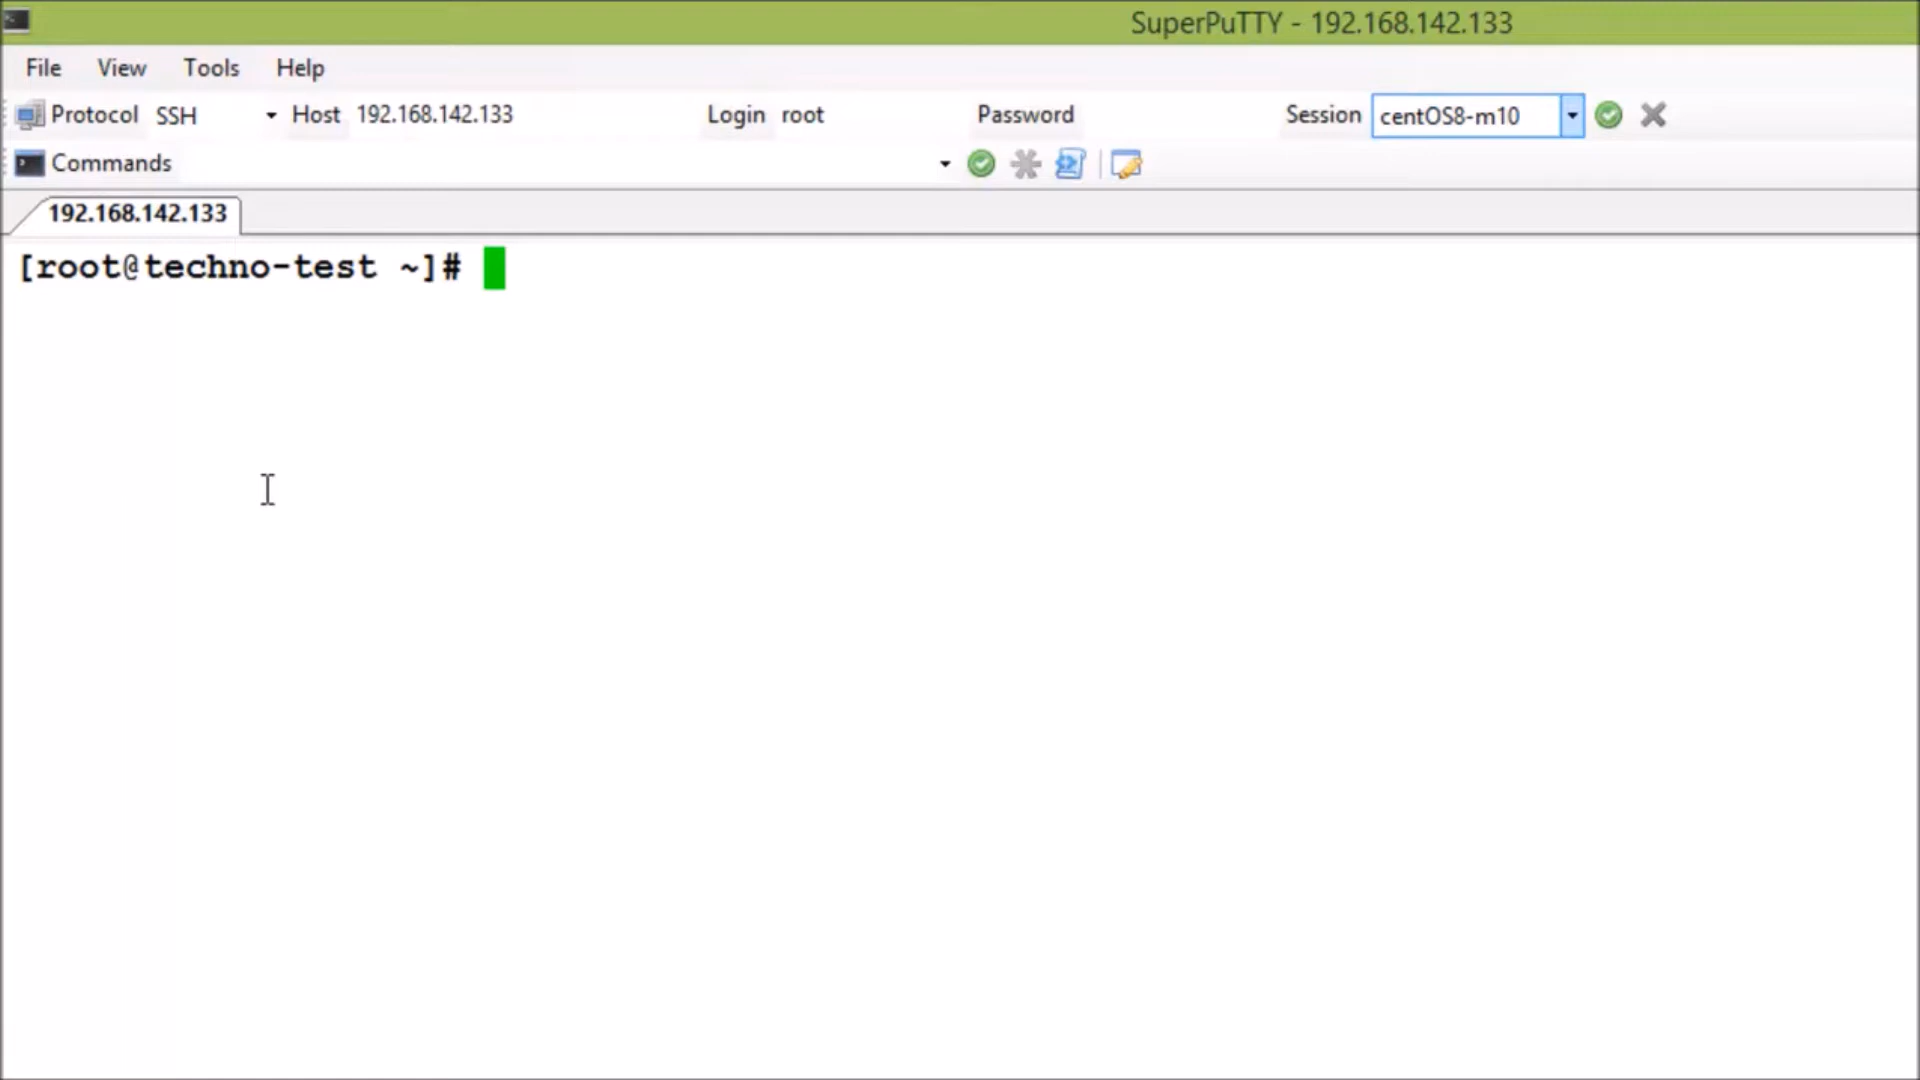 SuperPuTTY - 192.168.142.133
File View Tools Help
Protocol SSH Host 192.168.142.133 Login root Password Session centOS8-m10
Commands
192.168.142.133
[root@techno-test ~]#